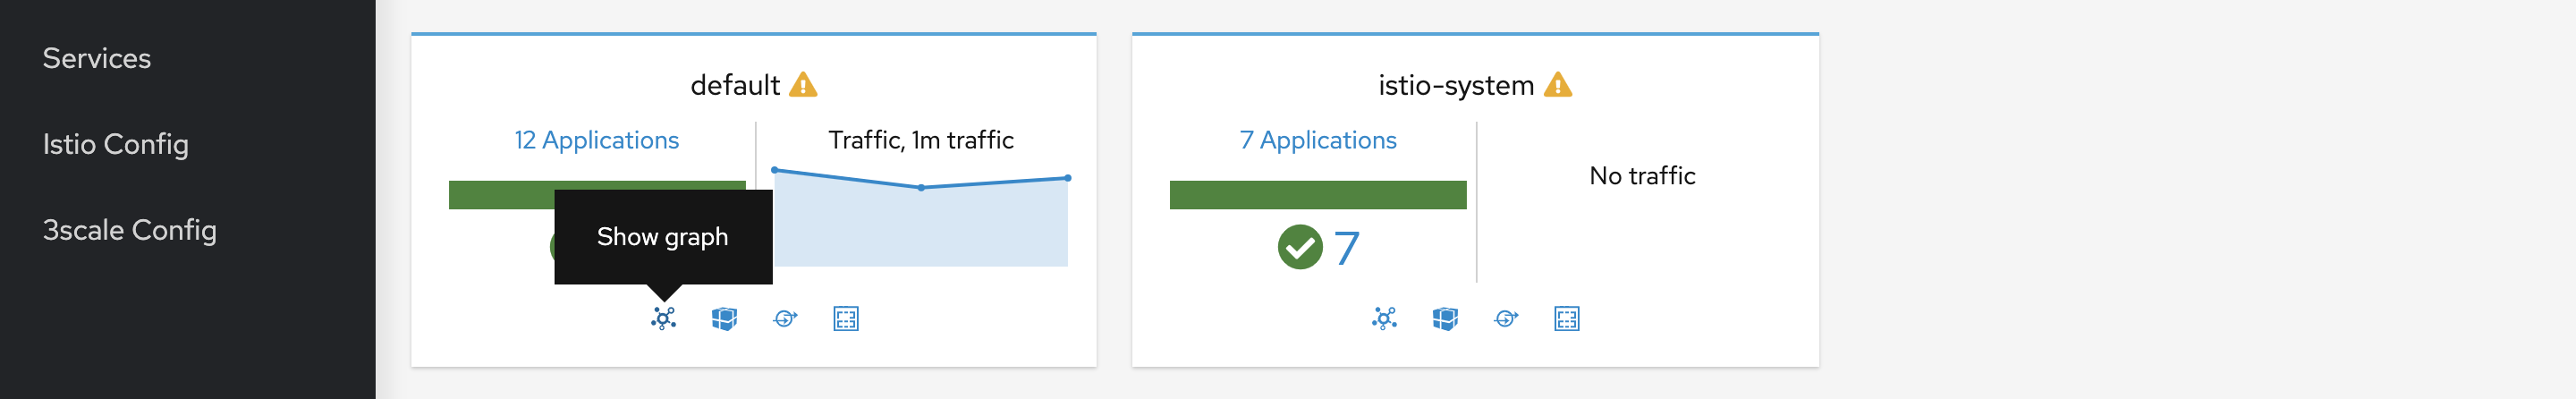 Services
Istio Config
3scale Config
default
12 Applications
Traffic, 1m traffic
Show graph
istio-system
7 Applications
No traffic
7